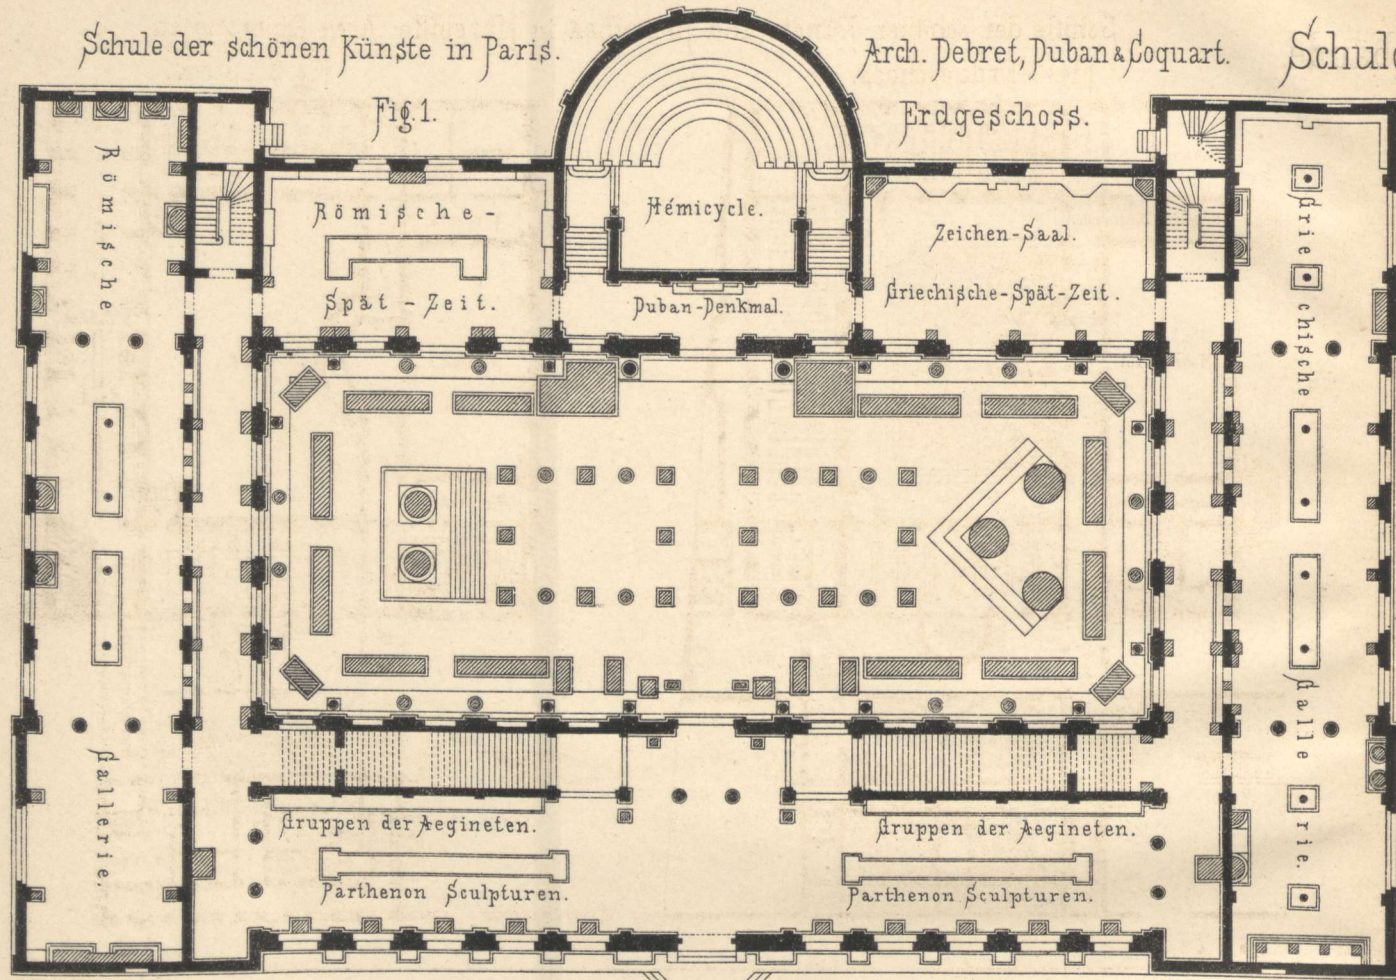 Schule der schönen Künste in Paris.
Arch. Debret, Duban & Coquart.
Schule
Fig. 1.
Erdgeschoss.
Römische
Gallerie.
Römische-
Spät-Zeit.
Hémicycle.
Duban-Denkmal.
Zeichen-Saal.
Griechische-Spät-Zeit.
Griechische
Gallerie.
Gruppen der Aegineten.
Gruppen der Aegineten.
Parthenon Sculpturen.
Parthenon Sculpturen.